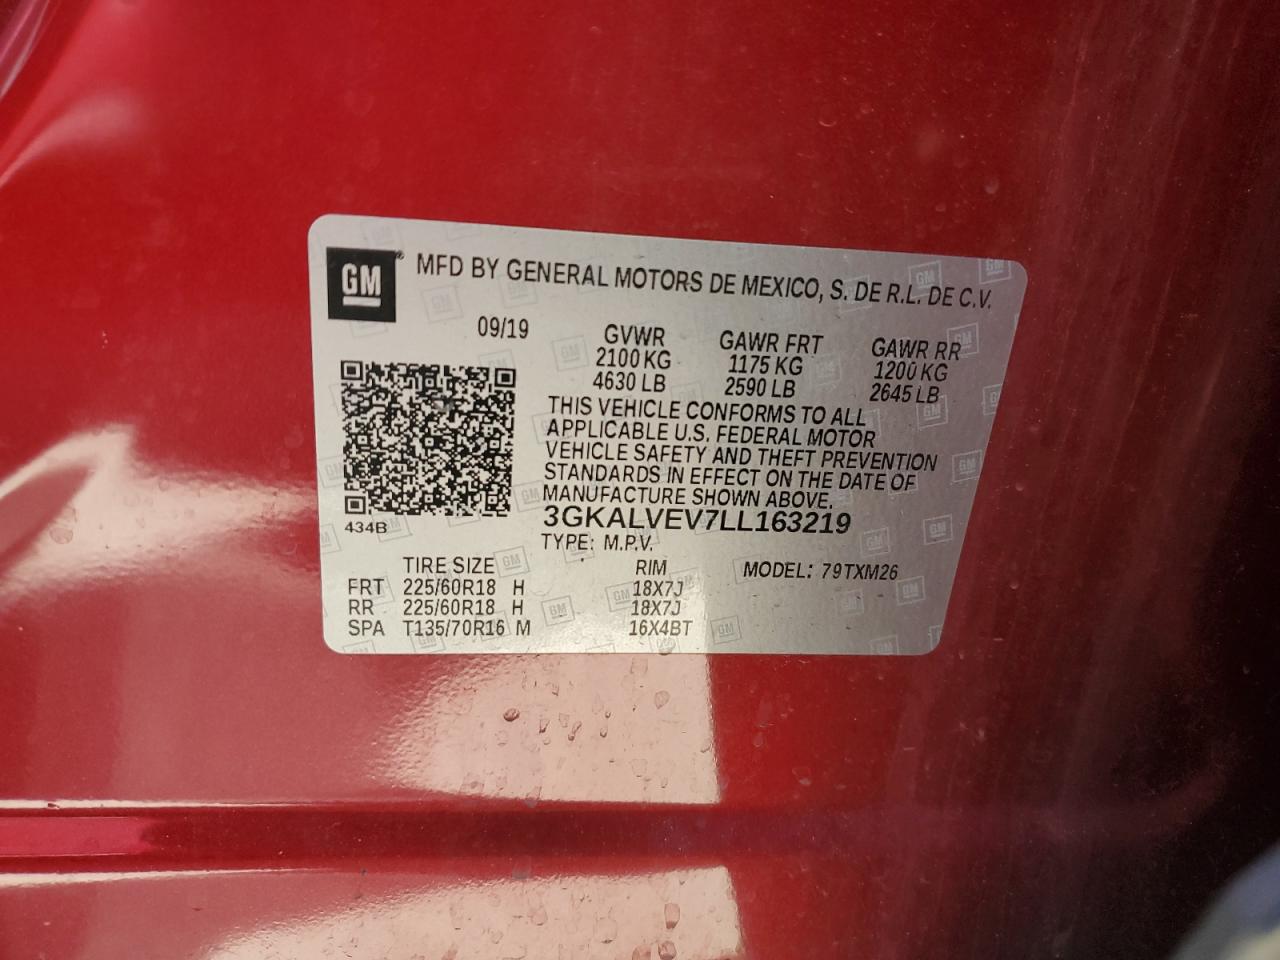 GM® MFD BY GENERAL MOTORS DE MEXICO, S. DE R.L. DE C.V.
09/19 GVWR GAWR FRT GAWR RR
2100 KG 1175 KG 1200 KG
4630 LB 2590 LB 2645 LB
THIS VEHICLE CONFORMS TO ALL
APPLICABLE U.S. FEDERAL MOTOR
VEHICLE SAFETY AND THEFT PREVENTION
STANDARDS IN EFFECT ON THE DATE OF
MANUFACTURE SHOWN ABOVE.
434B 3GKALVEV7LL163219
TYPE: M.P.V.
TIRE SIZE RIM MODEL: 79TXM26
FRT 225/60R18 H 18X7J
RR 225/60R18 H 18X7J
SPA T135/70R16 M 16X4BT